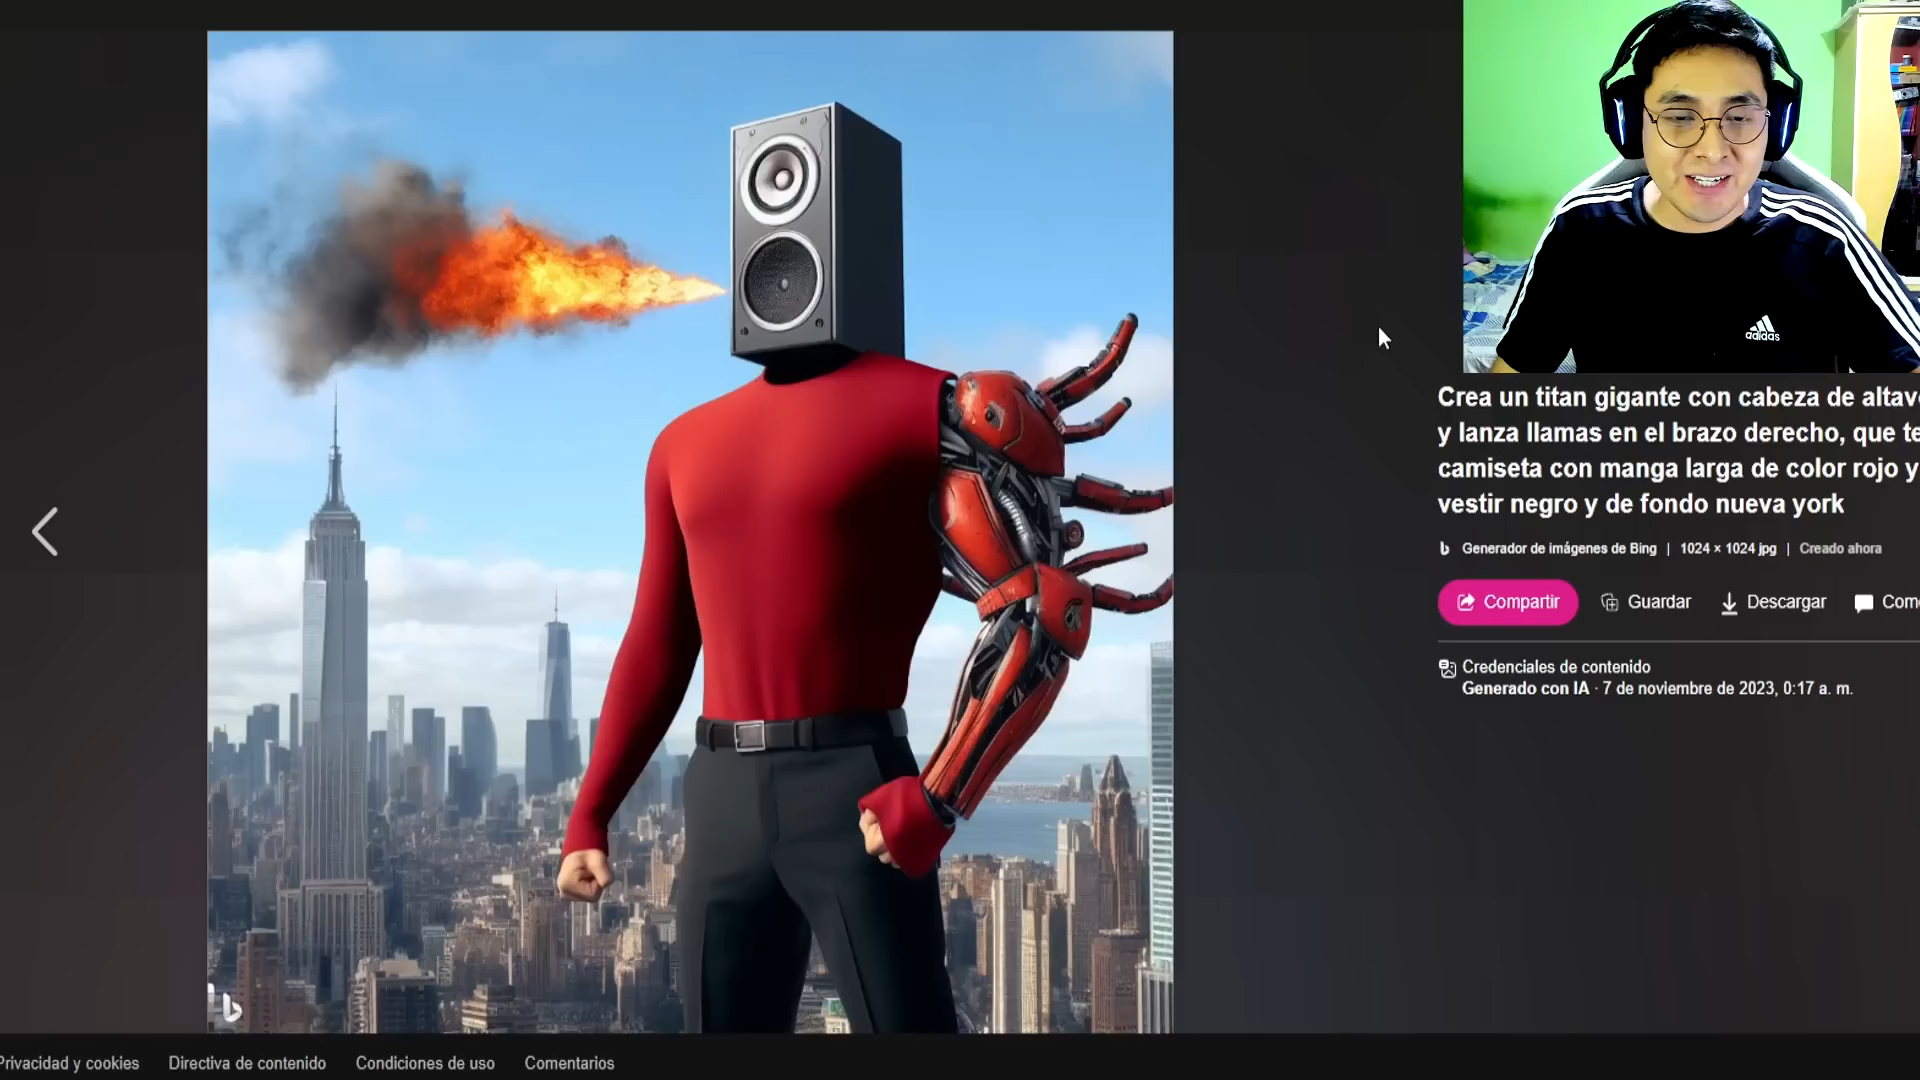 adidas
Crea un titan gigante con cabeza de
y lanza llamas en el brazo derecho, que
camiseta con manga larga de color rojo y
vestir negro y de fondo nueva york
Generador de imágenes de Bing | 1024 × 1024 jpg | Creado ahora
Compartir Guardar Descargar
Credenciales de contenido
Generado con IA · 7 de noviembre de 2023, 0:17 a. m.
Privacidad y cookies Directiva de contenido Condiciones de uso Comentarios